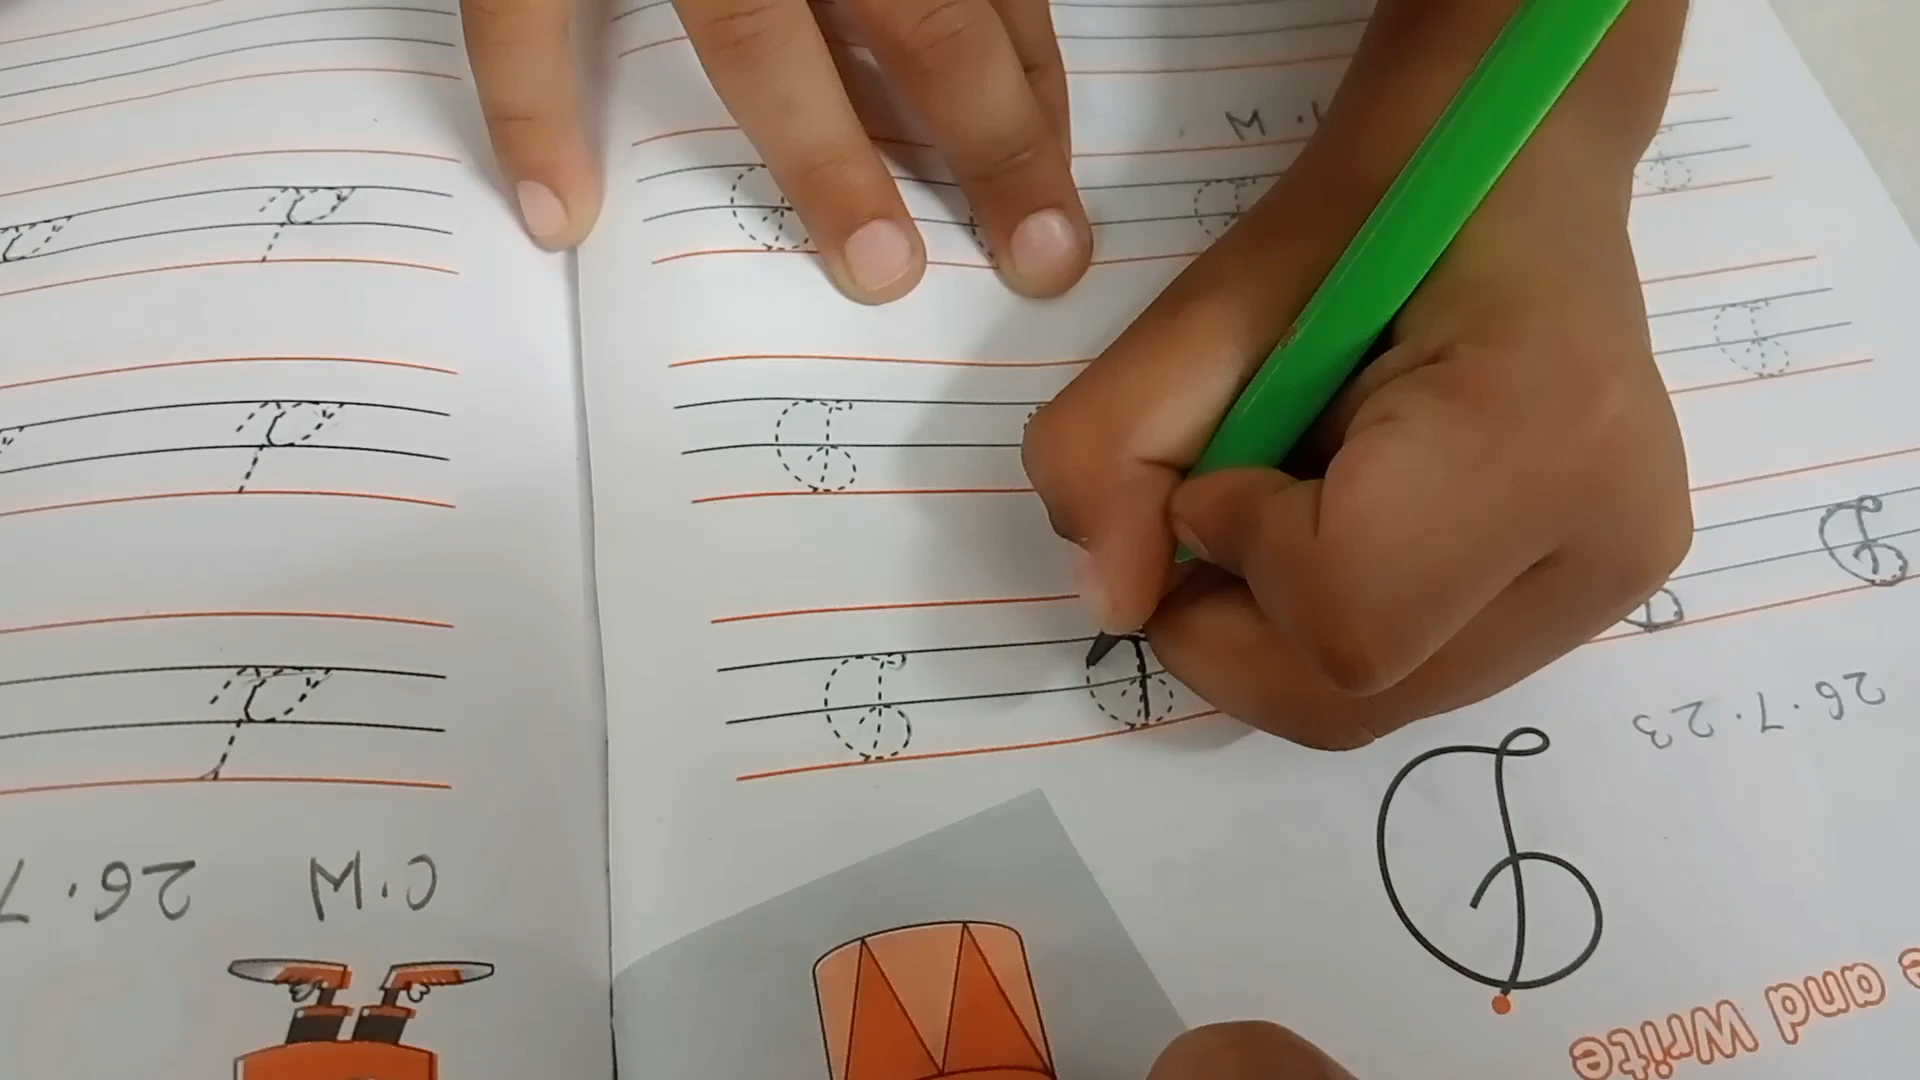 e and Write
26.7.23
D
D D D D
D D
D D D
W
C.W 26.7
d
d
d d